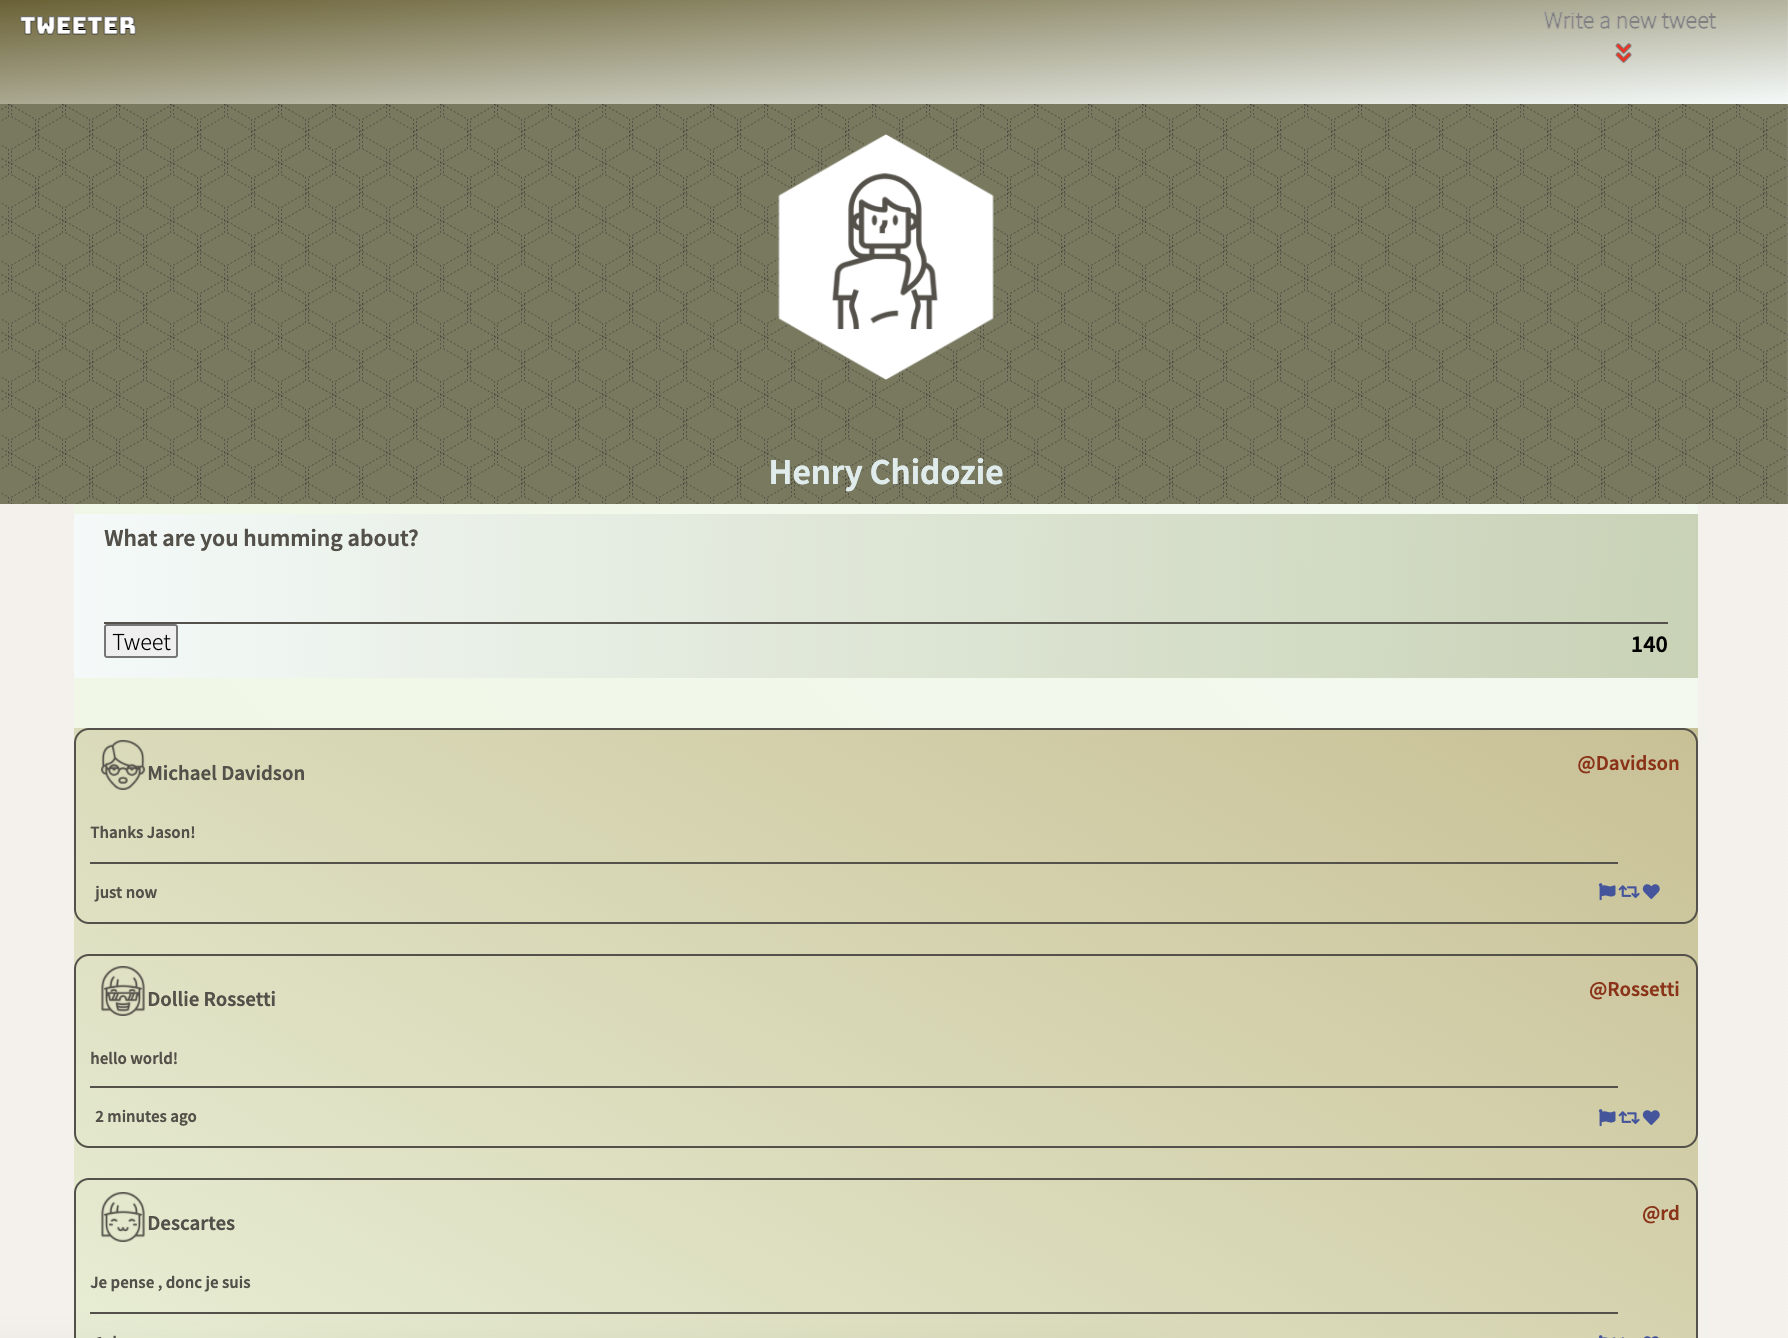 TWEETER
Write a new tweet
Henry Chidozie
What are you humming about?
Tweet
140
Michael Davidson
@Davidson
Thanks Jason!
just now
Dollie Rossetti
@Rossetti
hello world!
2 minutes ago
Descartes
@rd
Je pense , donc je suis